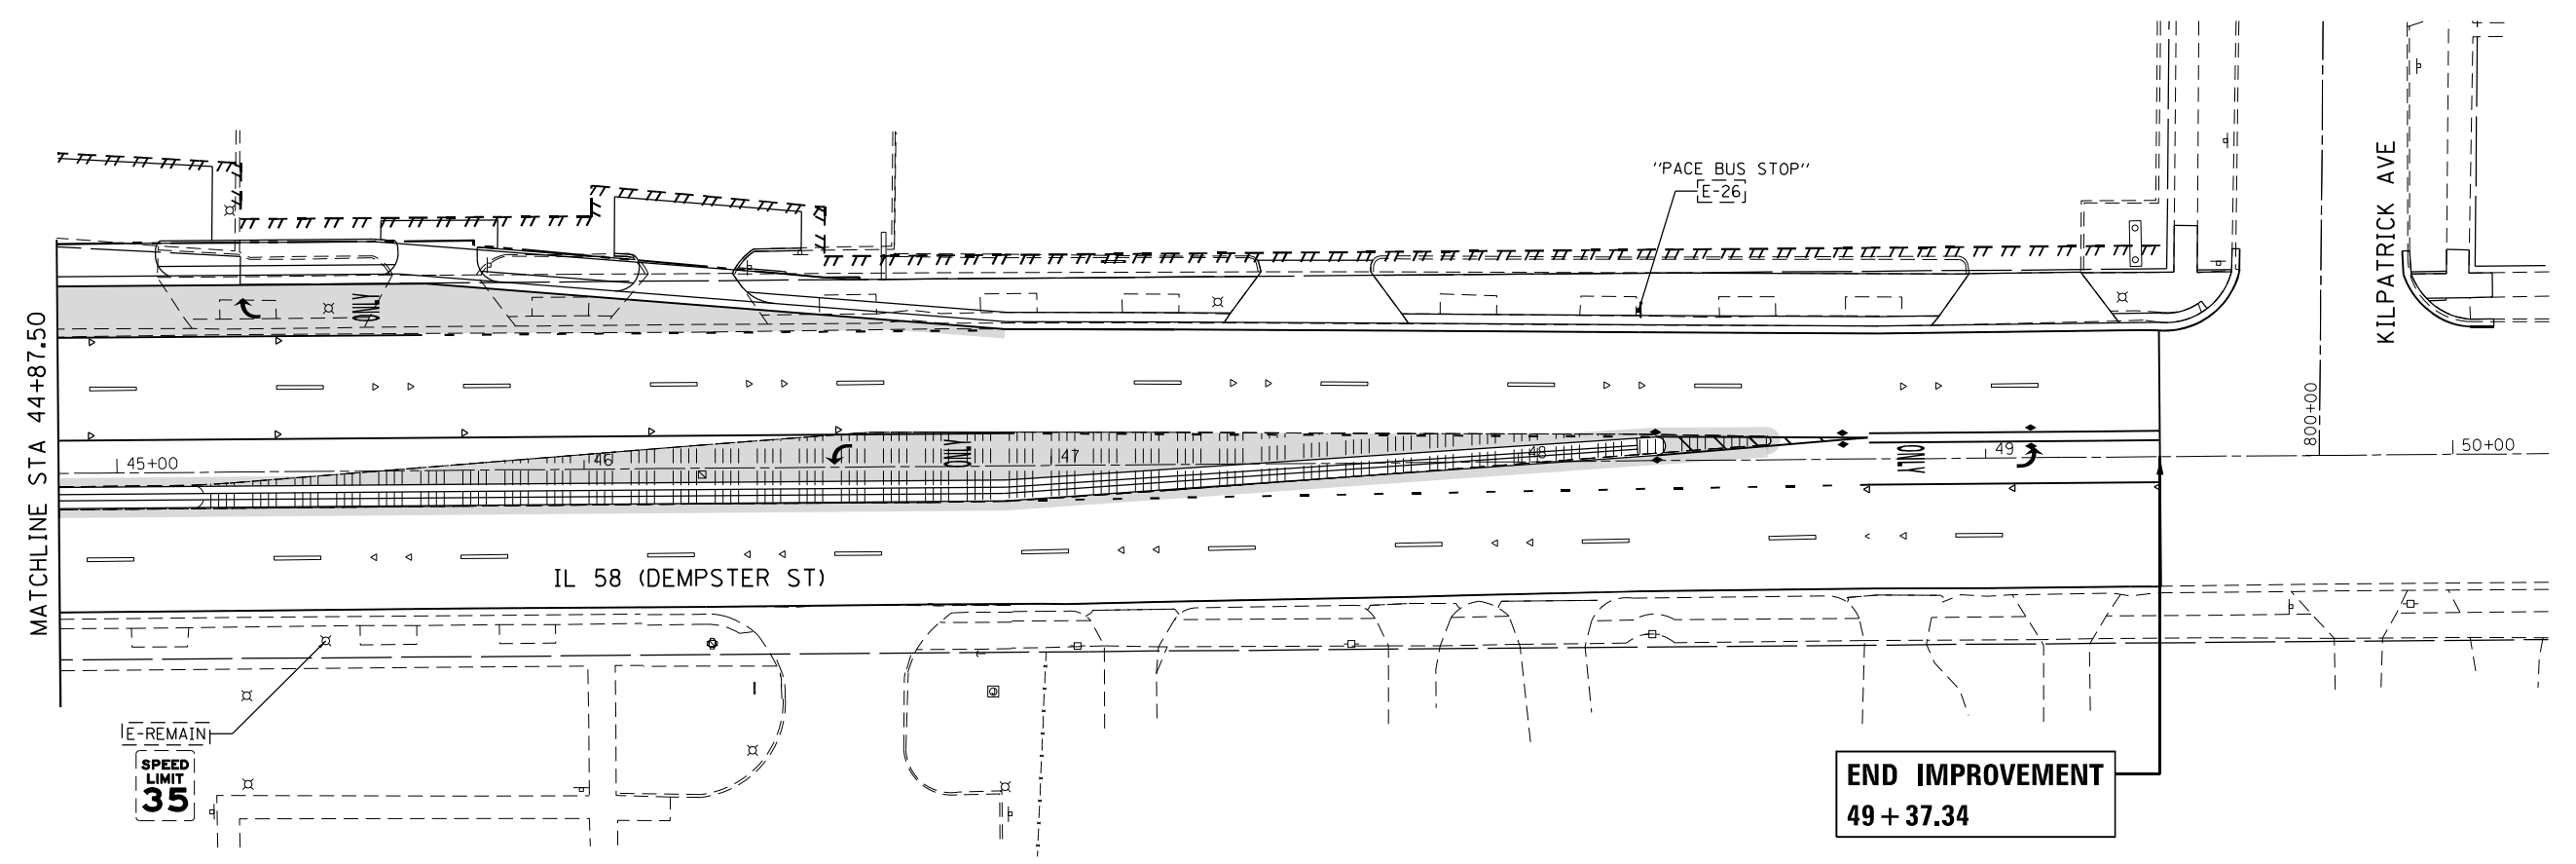 "PACE BUS STOP"
E-26
KILPATRICK AVE
MATCHLINE STA 44+87.50
ONLY
ONLY
ONLY
45+00
46
47
48
49
800+00
50+00
IL 58 (DEMPSTER ST)
E-REMAIN
SPEED
LIMIT
35
END IMPROVEMENT
49+37.34